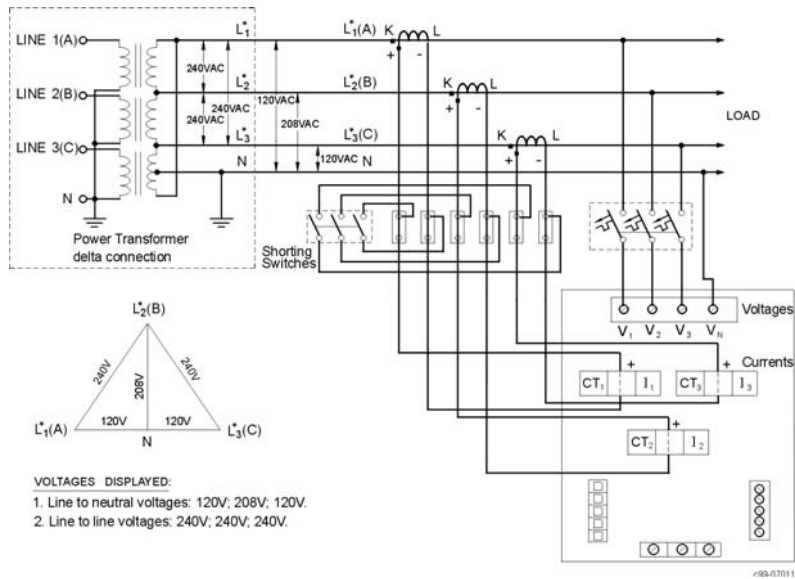 LINE 1(A)
LINE 2(B)
LINE 3(C)
N
L*1
L*2
L*3
N
240VAC
240VAC
240VAC
120VAC
208VAC
120VAC
L*1(A)
L*2(B)
L*3(C)
N
K
L
+
-
K
L
+
-
K
L
+
-
LOAD
Power Transformer
delta connection
Shorting
Switches
Voltages
V1 V2 V3 VN
Currents
+
CT1 I1
+
CT3 I3
+
CT2 I2
L*2(B)
240V
208V
240V
120V
120V
L*1(A)
N
L*3(C)
VOLTAGES DISPLAYED:
1. Line to neutral voltages: 120V; 208V; 120V.
2. Line to line voltages: 240V; 240V; 240V.
c99-07011